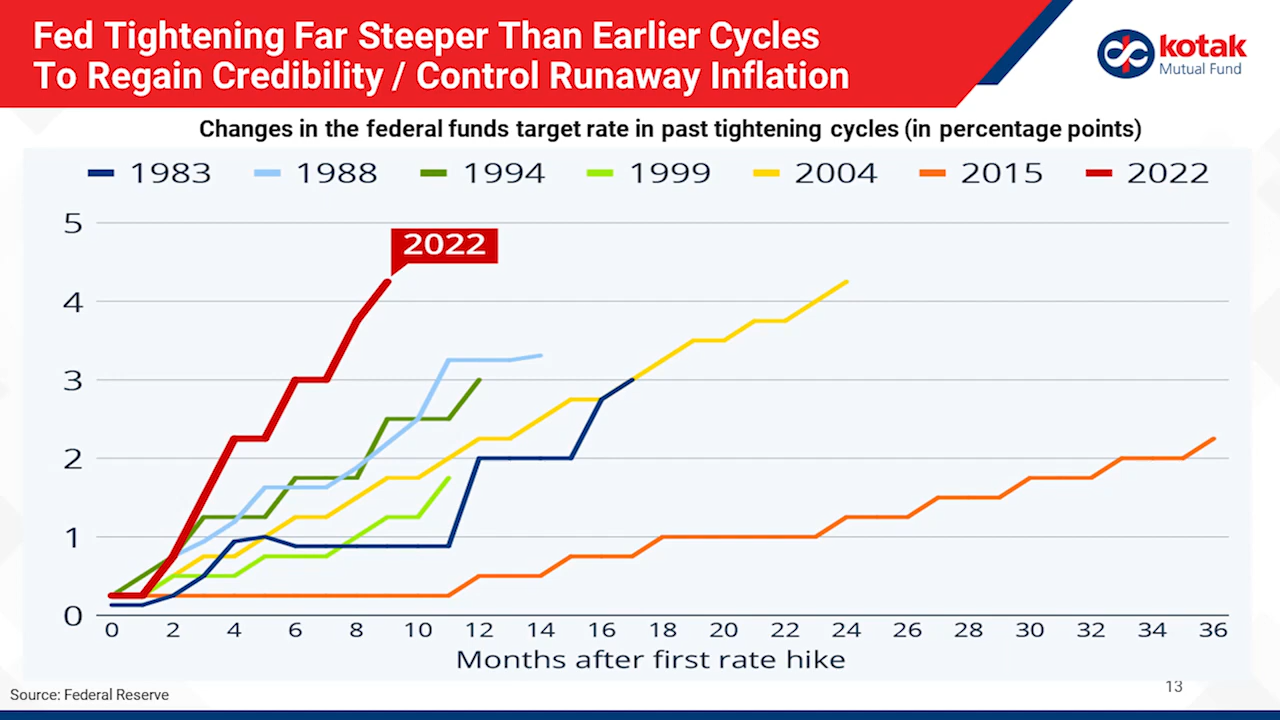 Fed Tightening Far Steeper Than Earlier Cycles
To Regain Credibility / Control Runaway Inflation
kotak
Mutual Fund
Changes in the federal funds target rate in past tightening cycles (in percentage points)
1983 1988 1994 1999 2004 2015 2022
5
2022
4
3
2
1
0
0 2 4 6 8 10 12 14 16 18 20 22 24 26 28 30 32 34 36
Months after first rate hike
13
Source: Federal Reserve